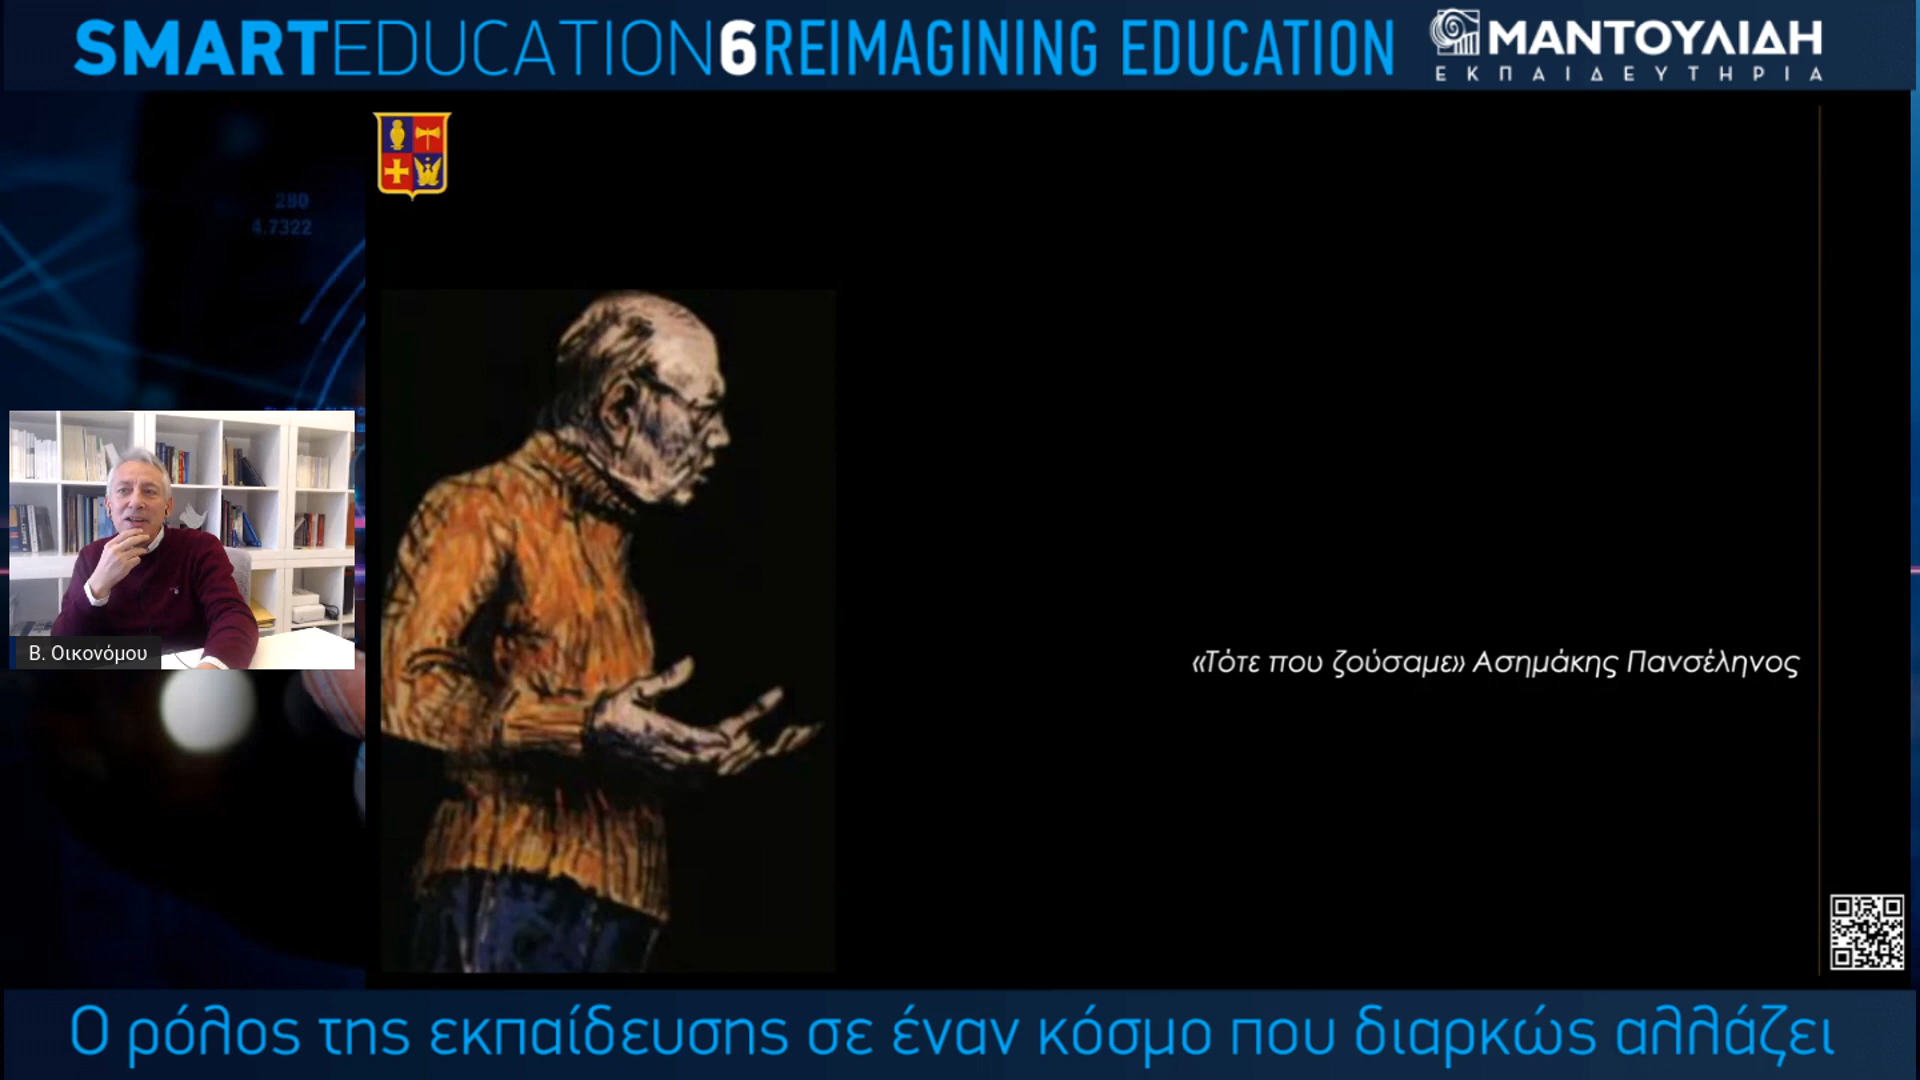 SMARTEDUCATION6REIMAGINING EDUCATION
ΜΑΝΤΟΥΛΙΔΗ
ΕΚΠΑΙΔΕΥΤΗΡΙΑ
280
4.7322
Β. Οικονόμου
«Τότε που ζούσαμε» Ασημάκης Πανσέληνος
Ο ρόλος της εκπαίδευσης σε έναν κόσμο που διαρκώς αλλάζει